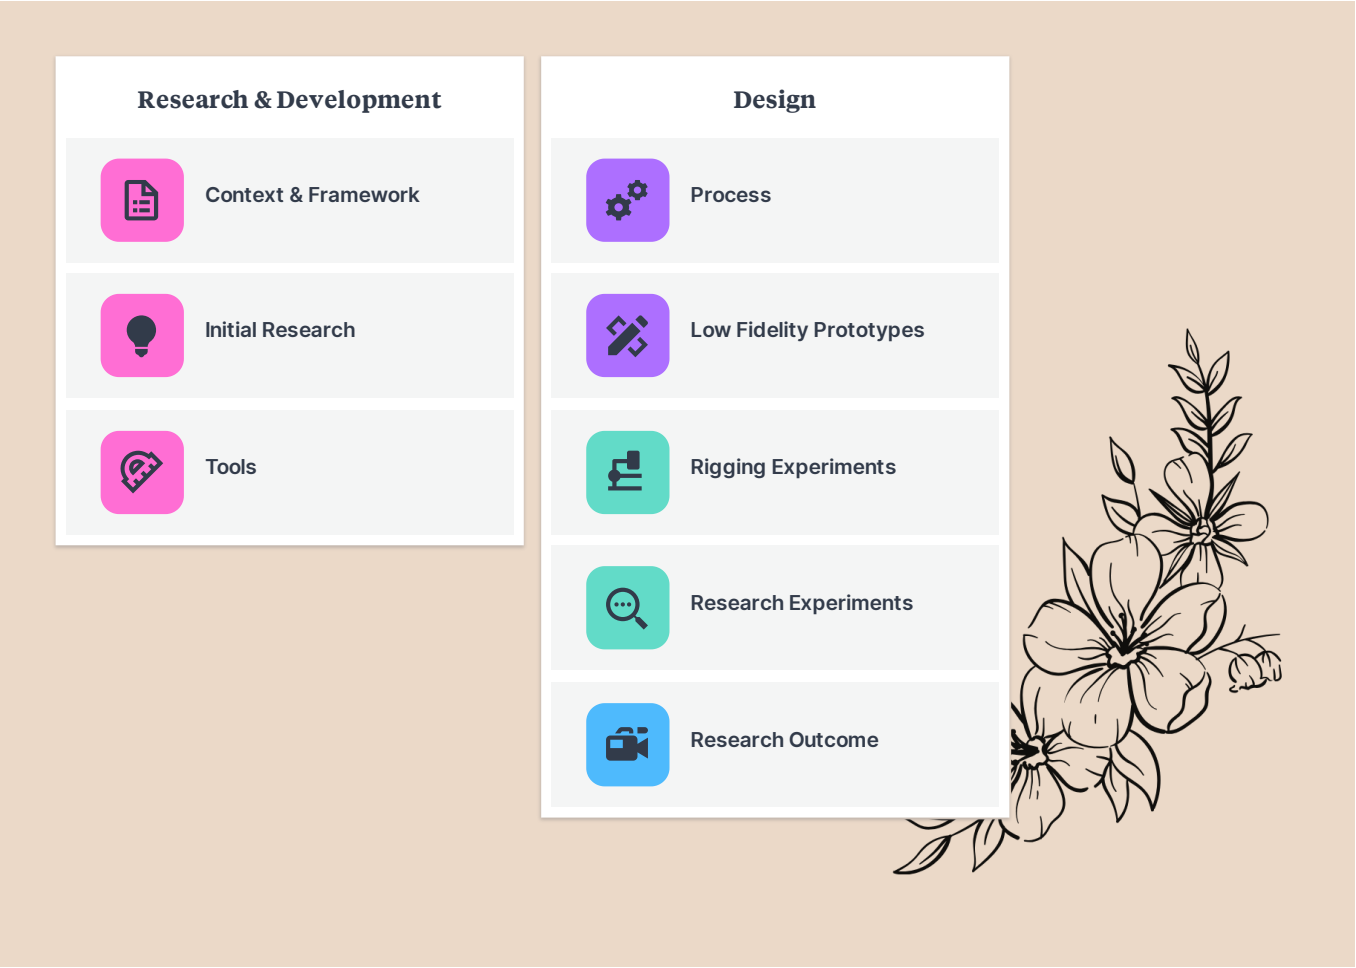 Research & Development
Context & Framework
Initial Research
Tools
Design
Process
Low Fidelity Prototypes
Rigging Experiments
Research Experiments
Research Outcome